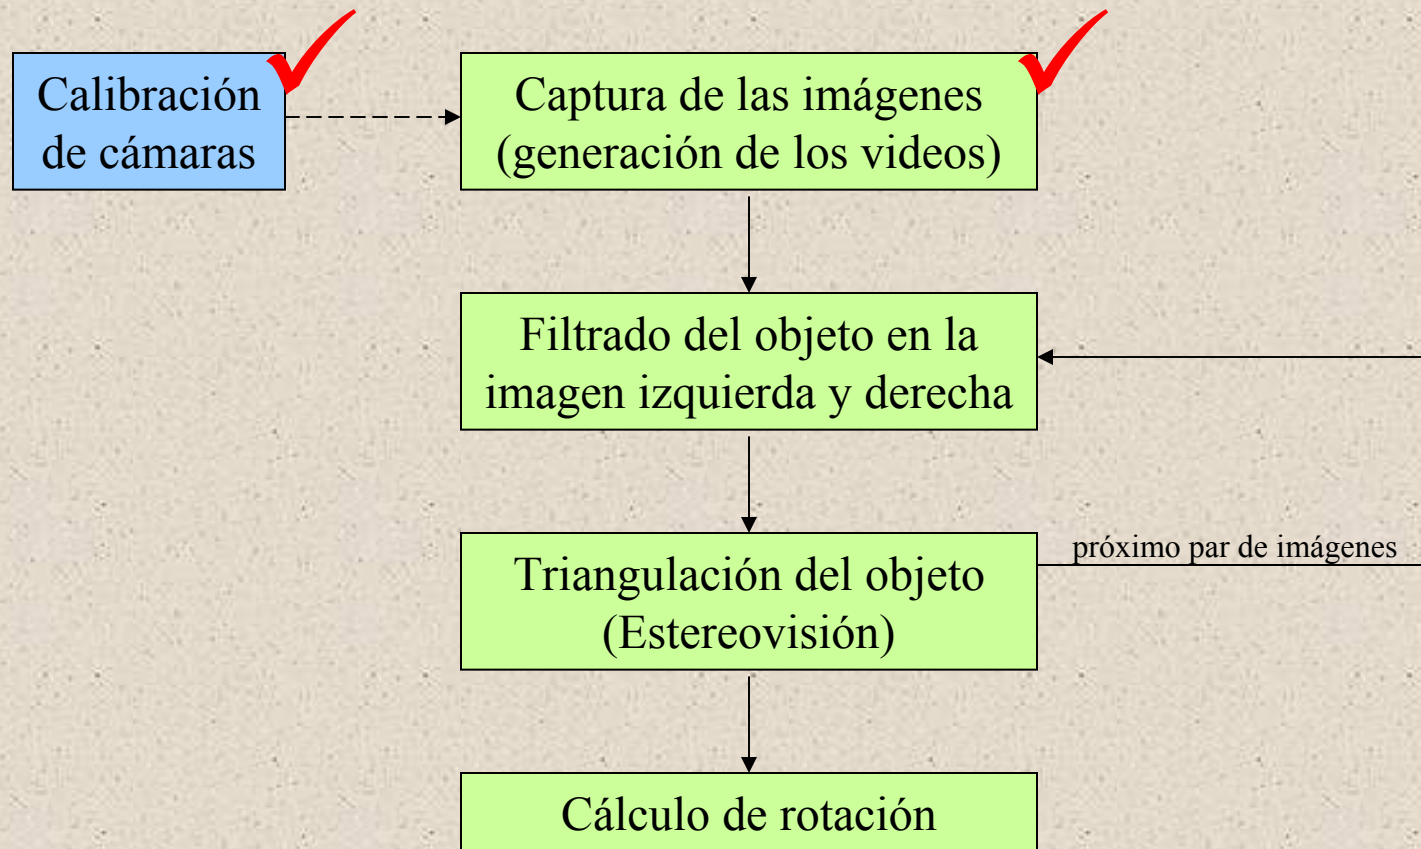 Calibración
de cámaras
Captura de las imágenes
(generación de los videos)
Filtrado del objeto en la
imagen izquierda y derecha
Triangulación del objeto
(Estereovisión)
próximo par de imágenes
Cálculo de rotación